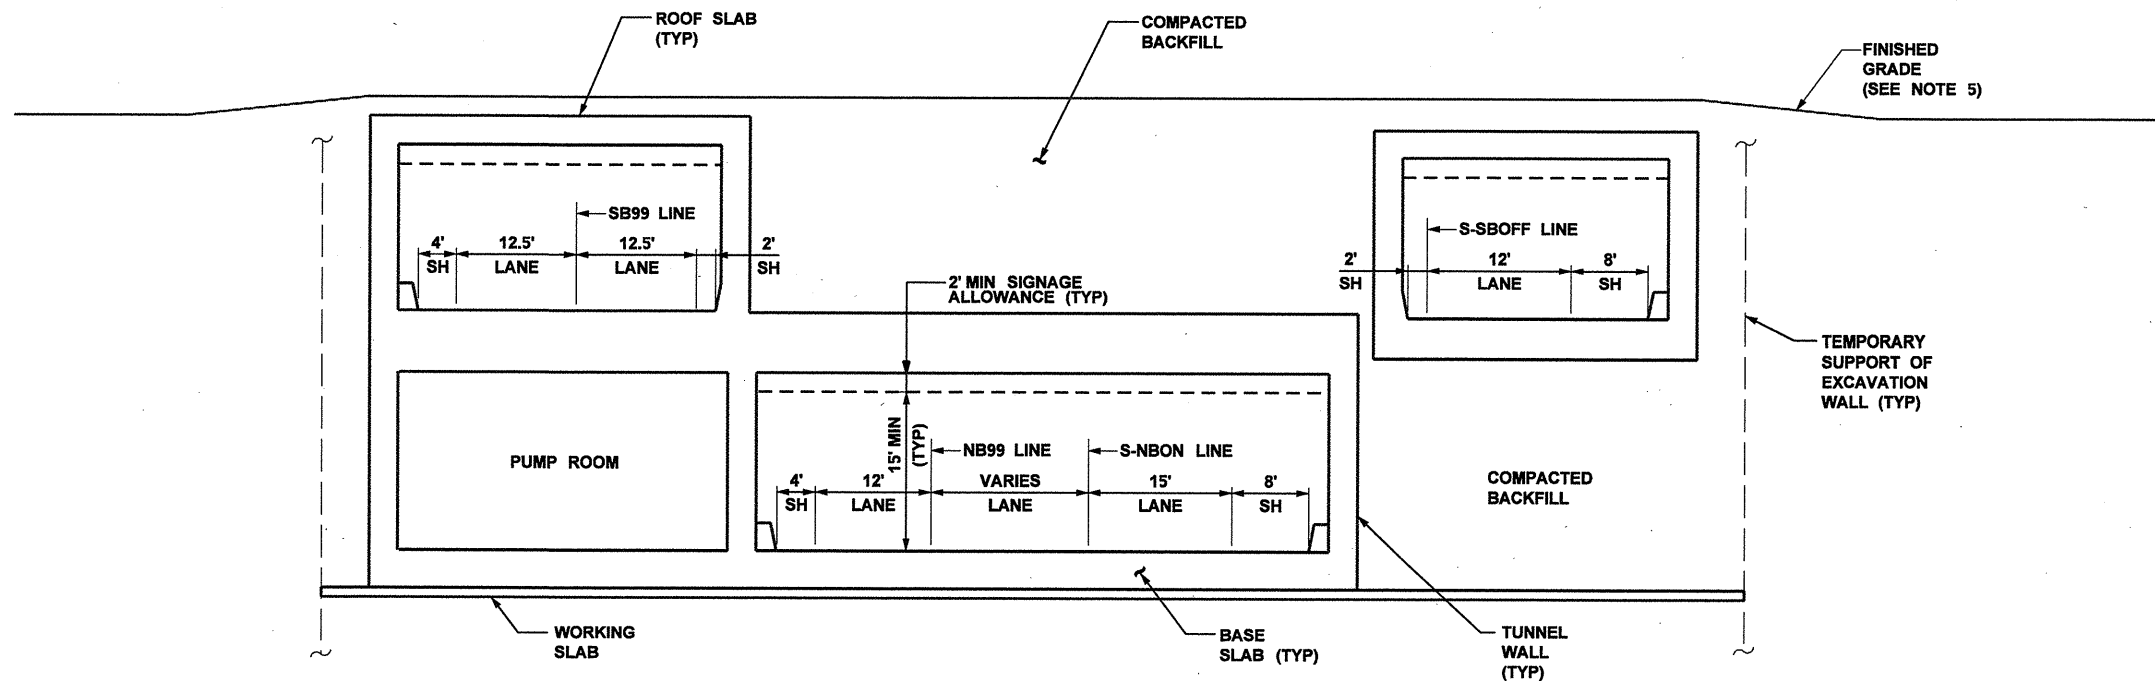 ROOF SLAB
(TYP)
COMPACTED
BACKFILL
FINISHED
GRADE
(SEE NOTE 5)
SB99 LINE
4'
SH
12.5'
LANE
12.5'
LANE
2'
SH
S-SBOFF LINE
2'
SH
12'
LANE
8'
SH
2' MIN SIGNAGE
ALLOWANCE (TYP)
TEMPORARY
SUPPORT OF
EXCAVATION
WALL (TYP)
PUMP ROOM
15' MIN
(TYP)
NB99 LINE
S-NBON LINE
4'
SH
12'
LANE
VARIES
LANE
15'
LANE
8'
SH
COMPACTED
BACKFILL
WORKING
SLAB
BASE
SLAB (TYP)
TUNNEL
WALL
(TYP)